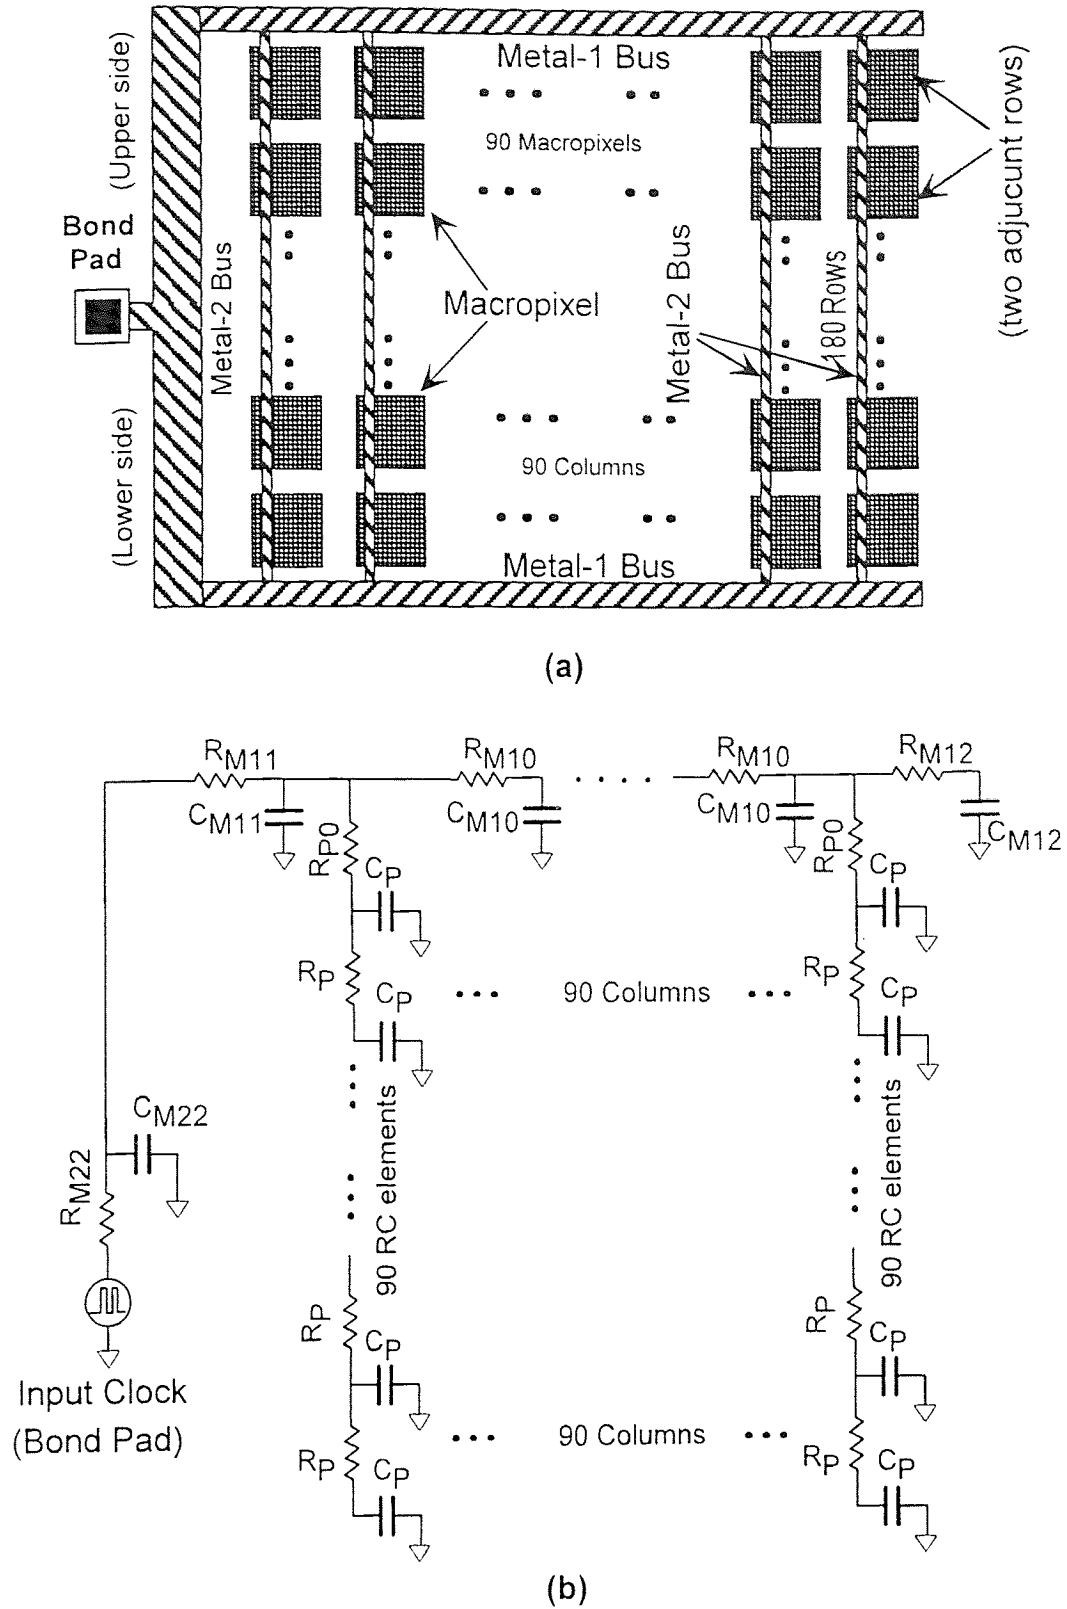 (Upper side)
Metal-1 Bus
90 Macropixels
(two adjucunt rows)
Bond
Pad
Metal-2 Bus
Macropixel
Metal-2 Bus
180 Rows
(Lower side)
90 Columns
Metal-1 Bus
(a)
RM11
RM10
RM10
RM12
CM11
CM10
CM10
CM12
RP0
RP0
CP
CP
RP
RP
CP
90 Columns
CP
CM22
RM22
90 RC elements
90 RC elements
RP
RP
CP
CP
Input Clock
(Bond Pad)
RP
90 Columns
RP
CP
CP
(b)